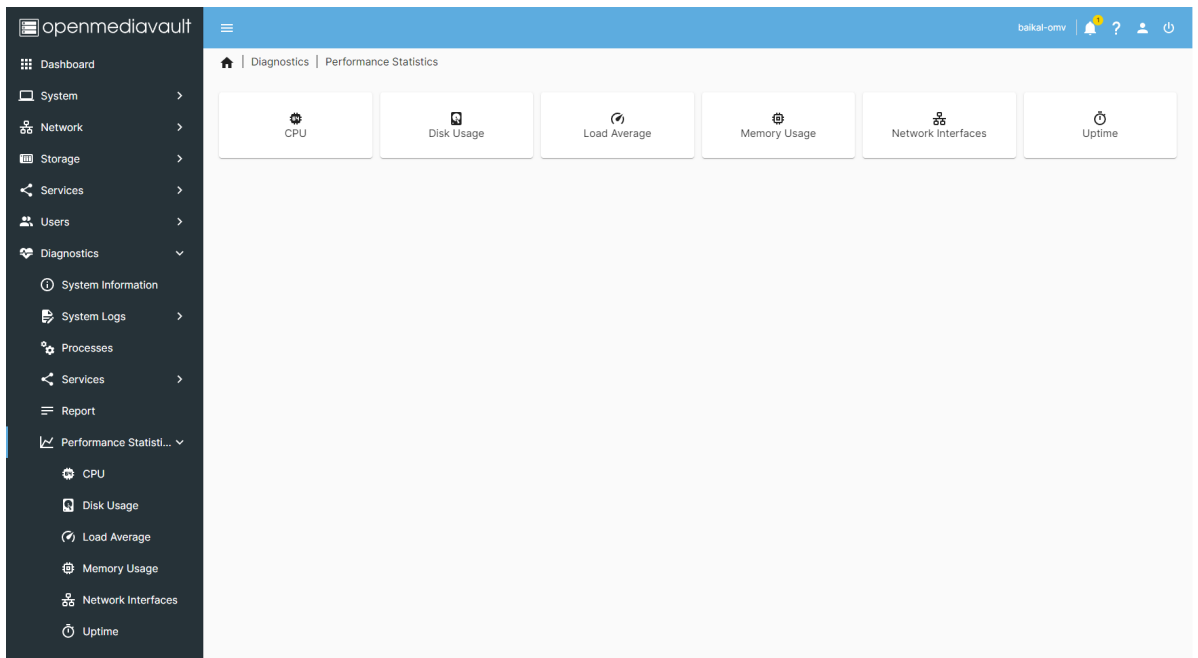 openmediavault
baikal-omv
1
?
Dashboard
System
Network
Storage
Services
Users
Diagnostics
System Information
System Logs
Processes
Services
Report
Performance Statisti...
CPU
Disk Usage
Load Average
Memory Usage
Network Interfaces
Uptime
Diagnostics | Performance Statistics
CPU
Disk Usage
Load Average
Memory Usage
Network Interfaces
Uptime